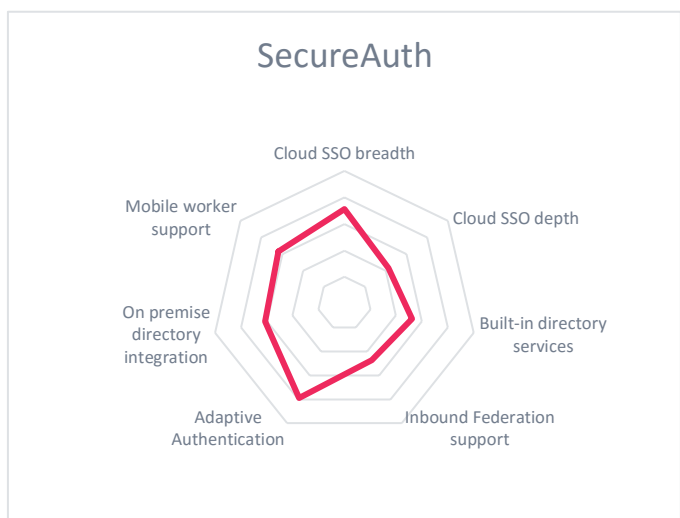 SecureAuth
Cloud SSO breadth
Mobile worker
support
Cloud SSO depth
On premise
directory
integration
Built-in directory
services
Adaptive
Authentication
Inbound Federation
support